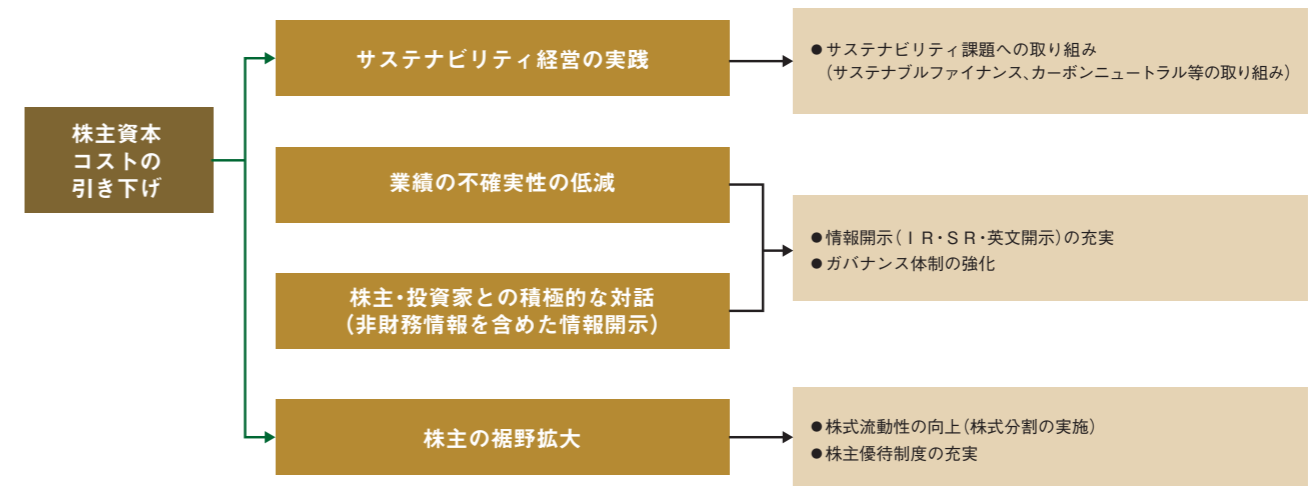 株主資本
コストの
引き下げ
サステナビリティ経営の実践
●サステナビリティ課題への取り組み
（サステナブルファイナンス、カーボンニュートラル等の取り組み）
業績の不確実性の低減
株主・投資家との積極的な対話
（非財務情報を含めた情報開示）
●情報開示（ＩＲ・ＳＲ・英文開示）の充実
●ガバナンス体制の強化
株主の裾野拡大
●株式流動性の向上（株式分割の実施）
●株主優待制度の充実